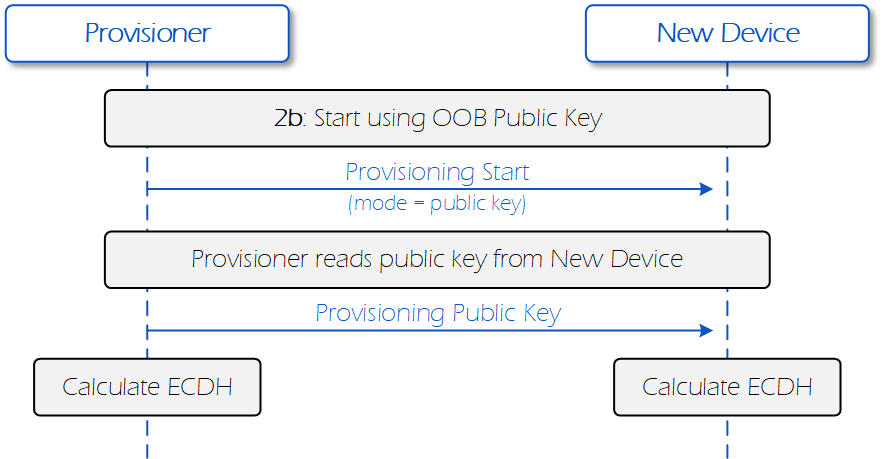 Provisioner
New Device
2b: Start using OOB Public Key
Provisioning Start
(mode = public key)
Provisioner reads public key from New Device
Provisioning Public Key
Calculate ECDH
Calculate ECDH